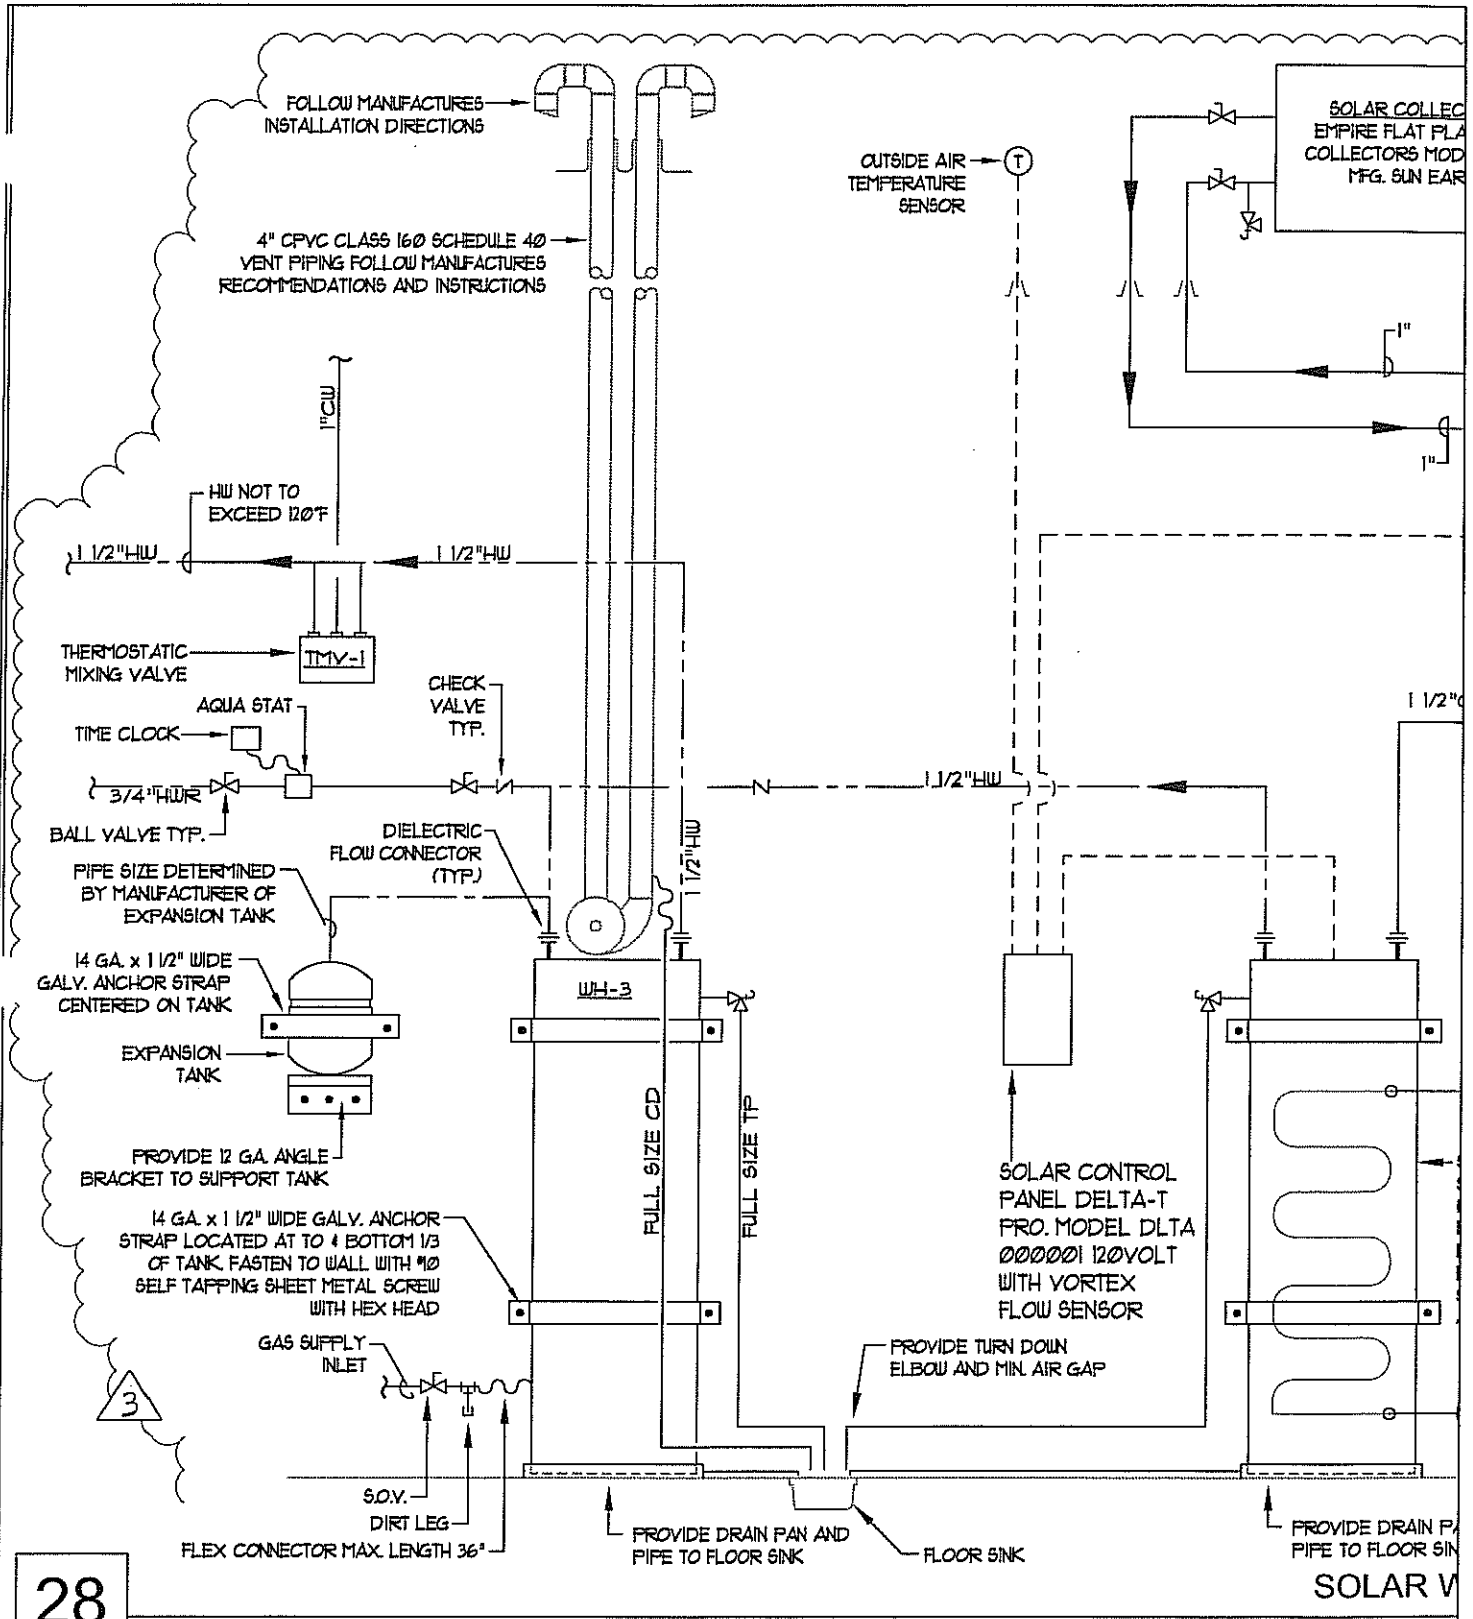 FOLLOW MANUFACTURES
INSTALLATION DIRECTIONS
SOLAR COLLEC
EMPIRE FLAT PLA
COLLECTORS MOD
MFG. SUN EAR
OUTSIDE AIR
TEMPERATURE
SENSOR
T
4" CPVC CLASS 160 SCHEDULE 40
VENT PIPING FOLLOW MANUFACTURES
RECOMMENDATIONS AND INSTRUCTIONS
1"
1"
1"CW
HW NOT TO
EXCEED 120°F
1 1/2"HW
1 1/2"HW
THERMOSTATIC
MIXING VALVE
TMV-1
AQUA STAT
TIME CLOCK
CHECK
VALVE
TYP.
1 1/2"C
3/4"HWR
1 1/2"HW
BALL VALVE TYP.
DIELECTRIC
FLOW CONNECTOR
(TYP.)
1 1/2"HW
PIPE SIZE DETERMINED
BY MANUFACTURER OF
EXPANSION TANK
14 GA. x 1 1/2" WIDE
GALV. ANCHOR STRAP
CENTERED ON TANK
WH-3
EXPANSION
TANK
FULL SIZE CD
FULL SIZE TP
PROVIDE 12 GA. ANGLE
BRACKET TO SUPPORT TANK
SOLAR CONTROL
PANEL DELTA-T
PRO. MODEL DLTA
000001 120VOLT
WITH VORTEX
FLOW SENSOR
14 GA. x 1 1/2" WIDE GALV. ANCHOR
STRAP LOCATED AT TO & BOTTOM 1/3
OF TANK. FASTEN TO WALL WITH #10
SELF TAPPING SHEET METAL SCREW
WITH HEX HEAD
GAS SUPPLY
INLET
PROVIDE TURN DOWN
ELBOW AND MIN. AIR GAP
3
S.O.V.
DIRT LEG
FLEX CONNECTOR MAX. LENGTH 36"
PROVIDE DRAIN PAN AND
PIPE TO FLOOR SINK
FLOOR SINK
PROVIDE DRAIN PA
PIPE TO FLOOR SIN
28
SOLAR W